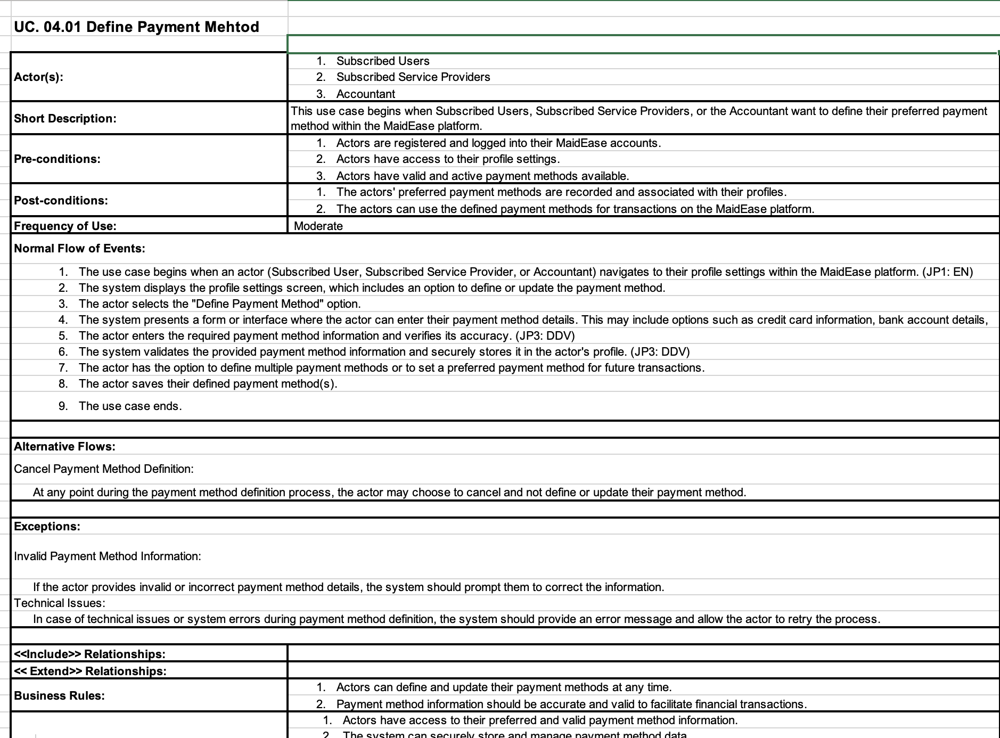 UC. 04.01 Define Payment Mehtod
Actor(s):
1. Subscribed Users
2. Subscribed Service Providers
3. Accountant
Short Description:
This use case begins when Subscribed Users, Subscribed Service Providers, or the Accountant want to define their preferred payment
method within the MaidEase platform.
Pre-conditions:
1. Actors are registered and logged into their MaidEase accounts.
2. Actors have access to their profile settings.
3. Actors have valid and active payment methods available.
Post-conditions:
1. The actors' preferred payment methods are recorded and associated with their profiles.
2. The actors can use the defined payment methods for transactions on the MaidEase platform.
Frequency of Use:
Moderate
Normal Flow of Events:
1. The use case begins when an actor (Subscribed User, Subscribed Service Provider, or Accountant) navigates to their profile settings within the MaidEase platform. (JP1: EN)
2. The system displays the profile settings screen, which includes an option to define or update the payment method.
3. The actor selects the "Define Payment Method" option.
4. The system presents a form or interface where the actor can enter their payment method details. This may include options such as credit card information, bank account details,
5. The actor enters the required payment method information and verifies its accuracy. (JP3: DDV)
6. The system validates the provided payment method information and securely stores it in the actor's profile. (JP3: DDV)
7. The actor has the option to define multiple payment methods or to set a preferred payment method for future transactions.
8. The actor saves their defined payment method(s).
9. The use case ends.
Alternative Flows:
Cancel Payment Method Definition:
At any point during the payment method definition process, the actor may choose to cancel and not define or update their payment method.
Exceptions:
Invalid Payment Method Information:
If the actor provides invalid or incorrect payment method details, the system should prompt them to correct the information.
Technical Issues:
In case of technical issues or system errors during payment method definition, the system should provide an error message and allow the actor to retry the process.
<<Include>> Relationships:
<< Extend>> Relationships:
Business Rules:
1. Actors can define and update their payment methods at any time.
2. Payment method information should be accurate and valid to facilitate financial transactions.
1. Actors have access to their preferred and valid payment method information.
2. The system can securely store and manage payment method data.